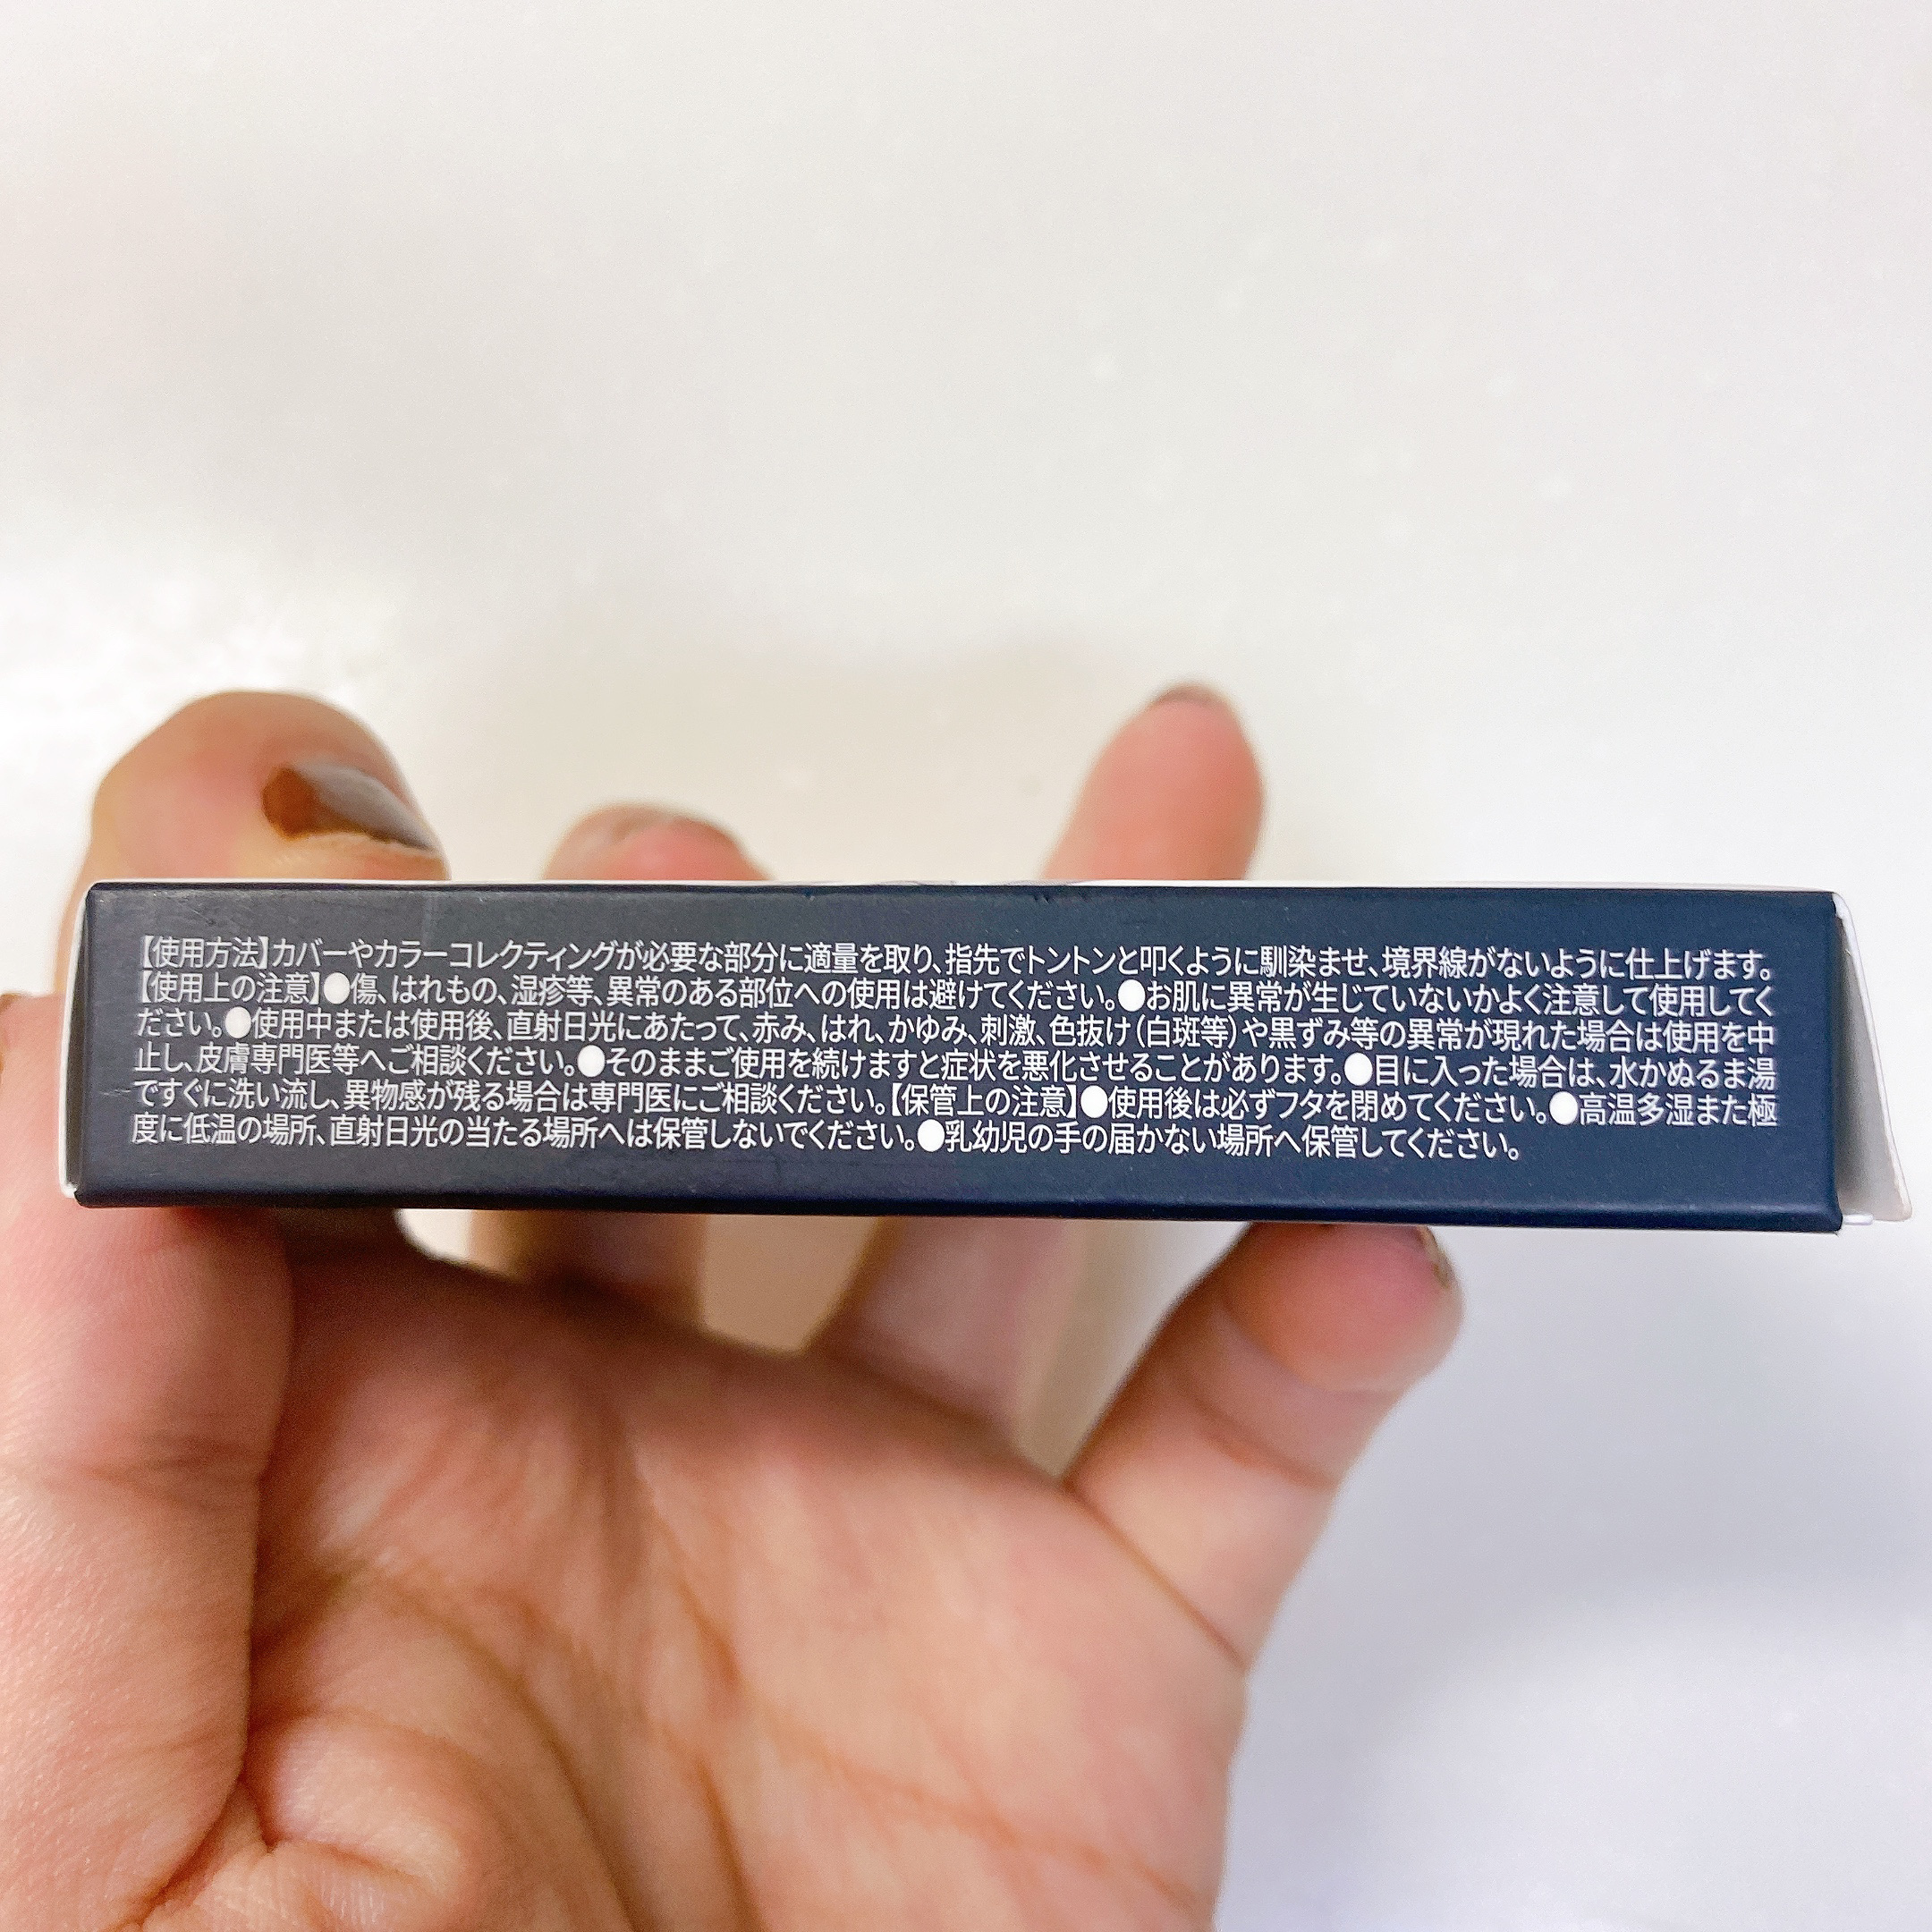 【使用方法】カバーやカラーコレクティングが必要な部分に適量を取り、指先でトントンと叩くように馴染ませ、境界線がないように仕上げます。
【使用上の注意】●傷、はれもの、湿疹等、異常のある部位への使用は避けてください。●お肌に異常が生じていないかよく注意して使用してく
ださい。●使用中または使用後、直射日光にあたって、赤み、はれ、かゆみ、刺激、色抜け（白斑等）や黒ずみ等の異常が現れた場合は使用を中
止し、皮膚専門医等へご相談ください。●そのままご使用を続けますと症状を悪化させることがあります。●目に入った場合は、水かぬるま湯
ですぐに洗い流し、異物感が残る場合は専門医にご相談ください。【保管上の注意】●使用後は必ずフタを閉めてください。●高温多湿また極
度に低温の場所、直射日光の当たる場所へは保管しないでください。●乳幼児の手の届かない場所へ保管してください。